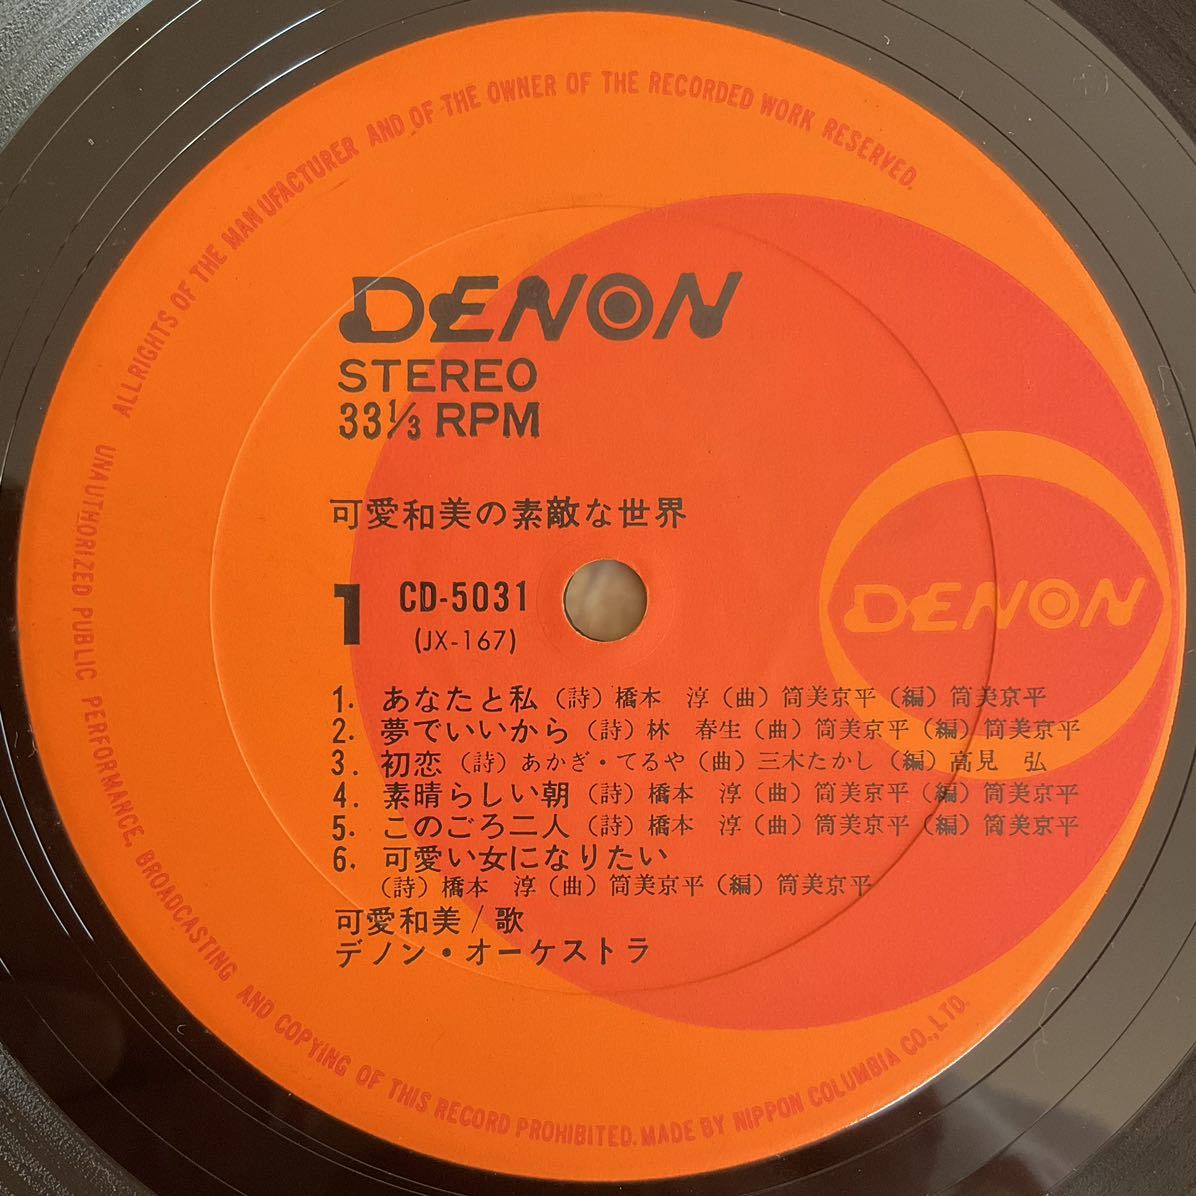 ALL RIGHTS OF THE MANUFACTURER AND OF THE OWNER OF THE RECORDED WORK RESERVED.
DENON
STEREO
33⅓ RPM
可愛和美の素敵な世界
1
CD-5031
(JX-167)
DENON
1. あなたと私（詩）橋本 淳（曲）筒美京平（編）筒美京平
2. 夢でいいから（詩）林 春生（曲）筒美京平（編）筒美京平
3. 初恋（詩）あかぎ・てるや（曲）三木たかし（編）高見 弘
4. 素晴らしい朝（詩）橋本 淳（曲）筒美京平（編）筒美京平
5. このごろ二人（詩）橋本 淳（曲）筒美京平（編）筒美京平
6. 可愛い女になりたい
（詩）橋本 淳（曲）筒美京平（編）筒美京平
可愛和美/歌
デノン・オーケストラ
UNAUTHORIZED PUBLIC PERFORMANCE, BROADCASTING AND COPYING OF THIS RECORD PROHIBITED. MADE BY NIPPON COLUMBIA CO., LTD.